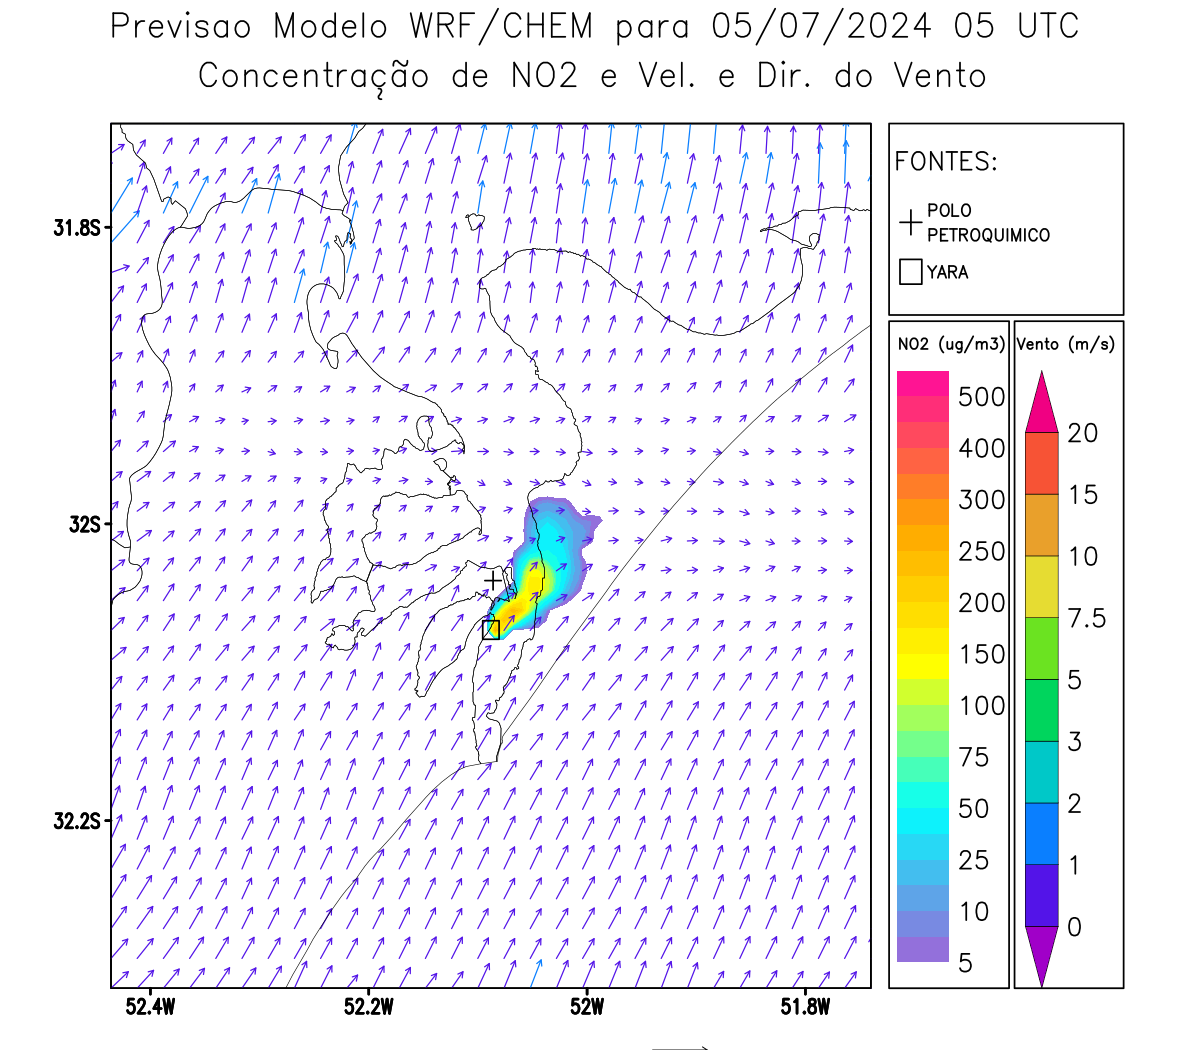 Previsao Modelo WRF/CHEM para 05/07/2024 05 UTC
Concentração de NO2 e Vel. e Dir. do Vento
FONTES:
POLO
PETROQUIMICO
YARA
NO2 (ug/m3)
500
400
300
250
200
150
100
75
50
25
10
5
Vento (m/s)
20
15
10
7.5
5
3
2
1
0
31.8S
32S
32.2S
52.4W
52.2W
52W
51.8W